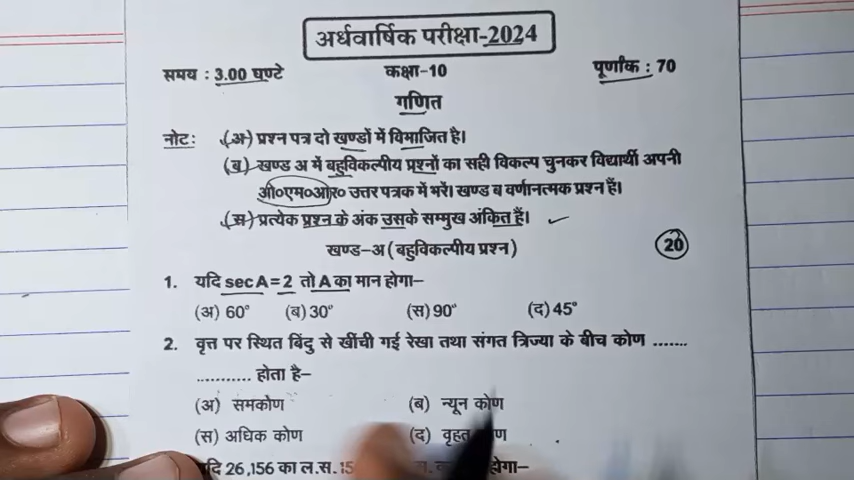 अर्धवार्षिक परीक्षा-2024
समय : 3.00 घण्टे कक्षा-10 पूर्णांक : 70
गणित
नोट: (अ) प्रश्न पत्र दो खण्डों में विभाजित है।
(ब) खण्ड अ में बहुविकल्पीय प्रश्नों का सही विकल्प चुनकर विद्यार्थी अपनी
ओ०एम०आर० उत्तर पत्रक में भरें। खण्ड ब वर्णानत्मक प्रश्न हैं।
(स) प्रत्येक प्रश्न के अंक उसके सम्मुख अंकित हैं।
खण्ड-अ (बहुविकल्पीय प्रश्न) 20
1. यदि sec A = 2 तो A का मान होगा–
(अ) 60° (ब) 30° (स) 90° (द) 45°
2. वृत्त पर स्थित बिंदु से खींची गई रेखा तथा संगत त्रिज्या के बीच कोण .......
........... होता है–
(अ) समकोण (ब) न्यून कोण
(स) अधिक कोण (द)
26,156 का ल.स. होगा–